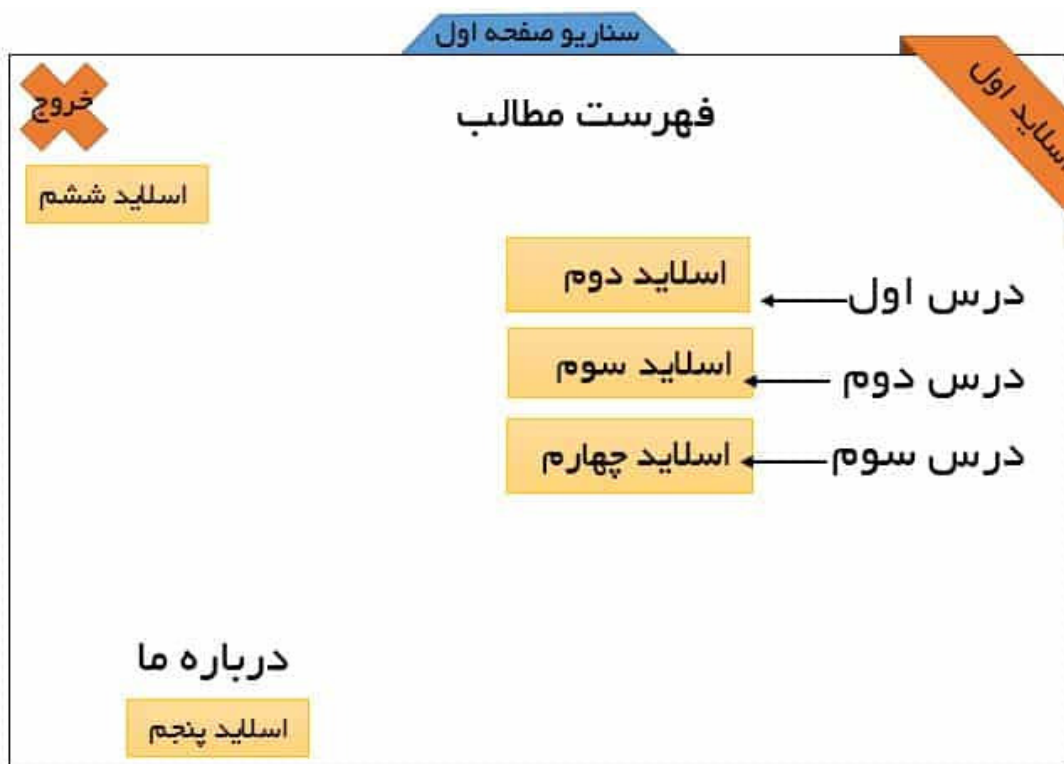 سناریو صفحه اول
اسلاید اول
خروج
فهرست مطالب
اسلاید ششم
اسلاید دوم
درس اول
اسلاید سوم
درس دوم
اسلاید چهارم
درس سوم
درباره ما
اسلاید پنجم